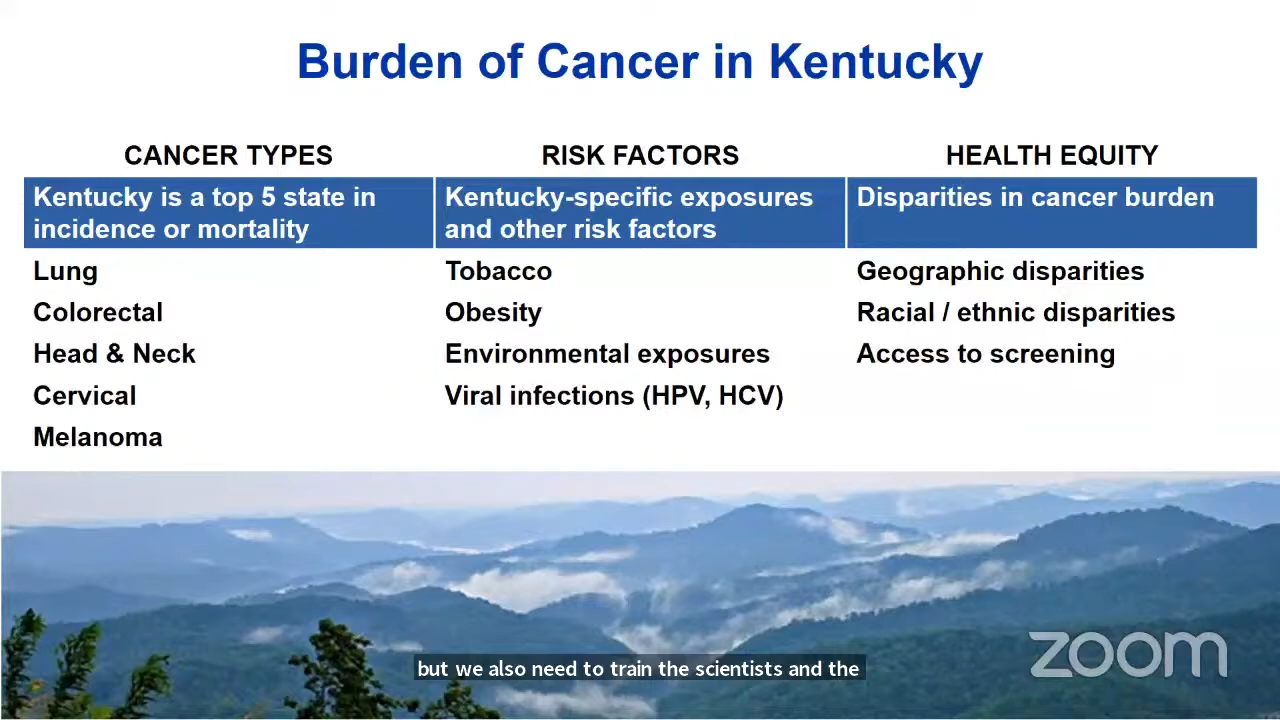 Burden of Cancer in Kentucky
CANCER TYPES
RISK FACTORS
HEALTH EQUITY
Kentucky is a top 5 state in
incidence or mortality
Kentucky-specific exposures
and other risk factors
Disparities in cancer burden
Lung
Tobacco
Geographic disparities
Colorectal
Obesity
Racial / ethnic disparities
Head & Neck
Environmental exposures
Access to screening
Cervical
Viral infections (HPV, HCV)
Melanoma
but we also need to train the scientists and the
zoom